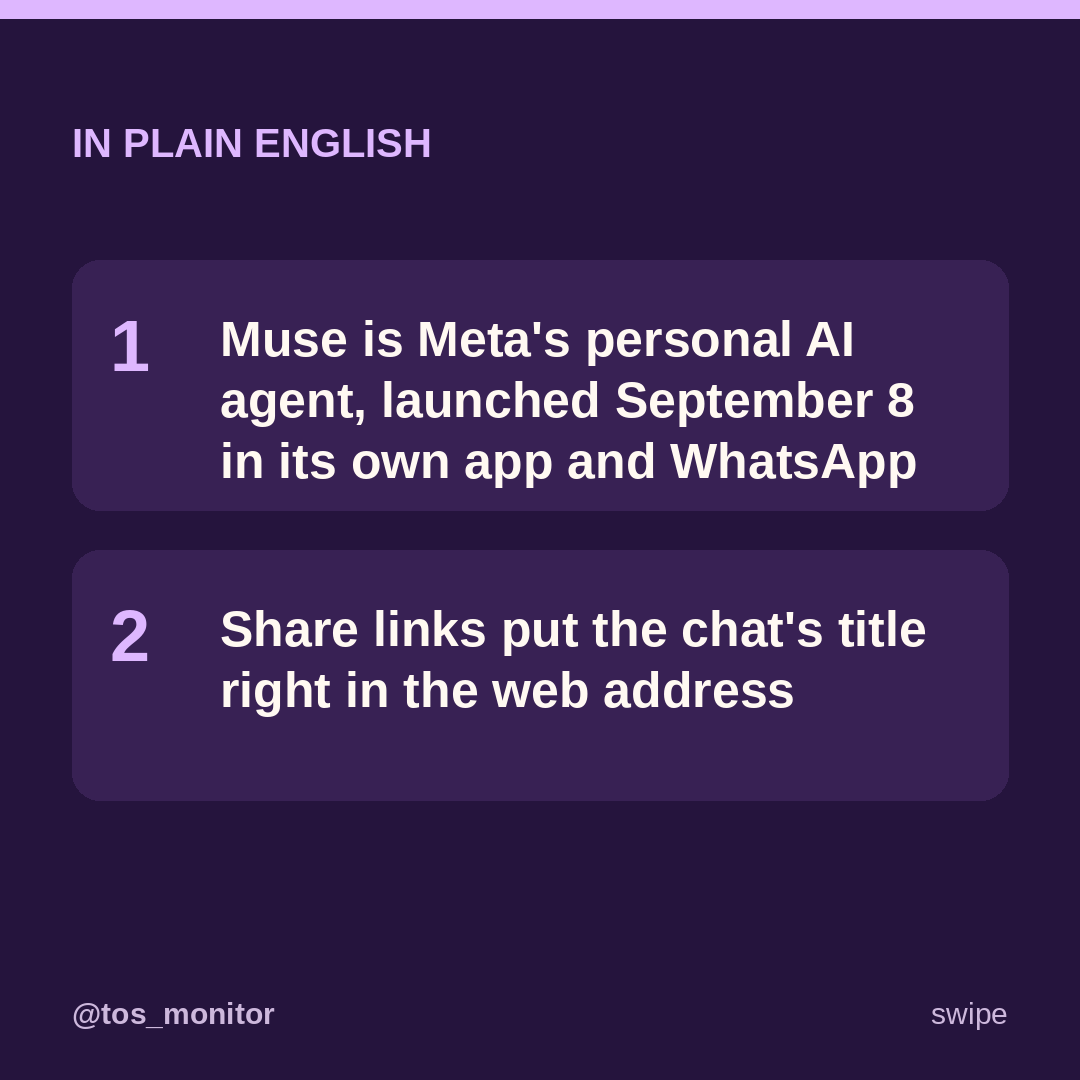 IN PLAIN ENGLISH
1
Muse is Meta's personal AI
agent, launched September 8
in its own app and WhatsApp
2
Share links put the chat's title
right in the web address
@tos_monitor
swipe